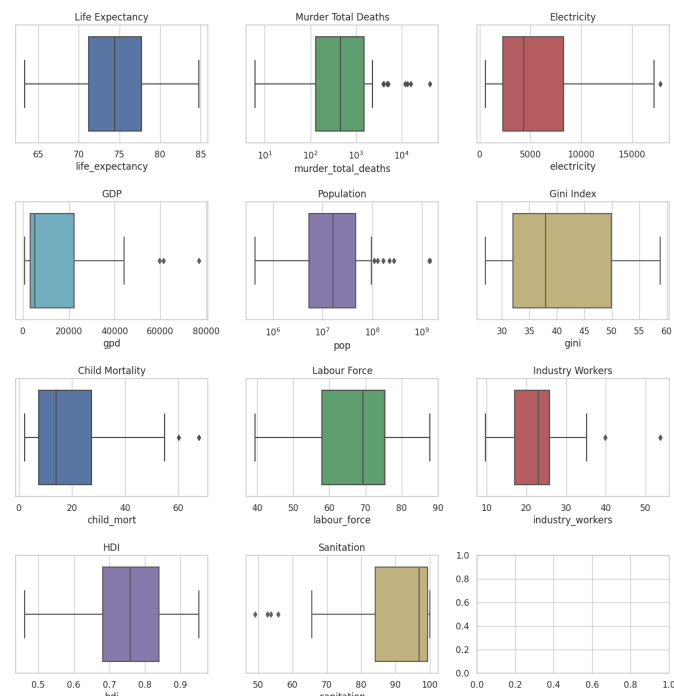 Life Expectancy
Murder Total Deaths
Electricity
65 70 75 80 85
10¹ 10² 10³ 10⁴
0 5000 10000 15000
life_expectancy
murder_total_deaths
electricity
GDP
Population
Gini Index
0 20000 40000 60000 80000
10⁶ 10⁷ 10⁸ 10⁹
30 35 40 45 50 55 60
gpd
pop
gini
Child Mortality
Labour Force
Industry Workers
0 20 40 60
40 50 60 70 80 90
10 20 30 40 50
child_mort
labour_force
industry_workers
HDI
Sanitation
1.0
0.8
0.6
0.4
0.2
0.0
0.5 0.6 0.7 0.8 0.9
50 60 70 80 90 100
0.0 0.2 0.4 0.6 0.8 1.0
hdi
sanitation